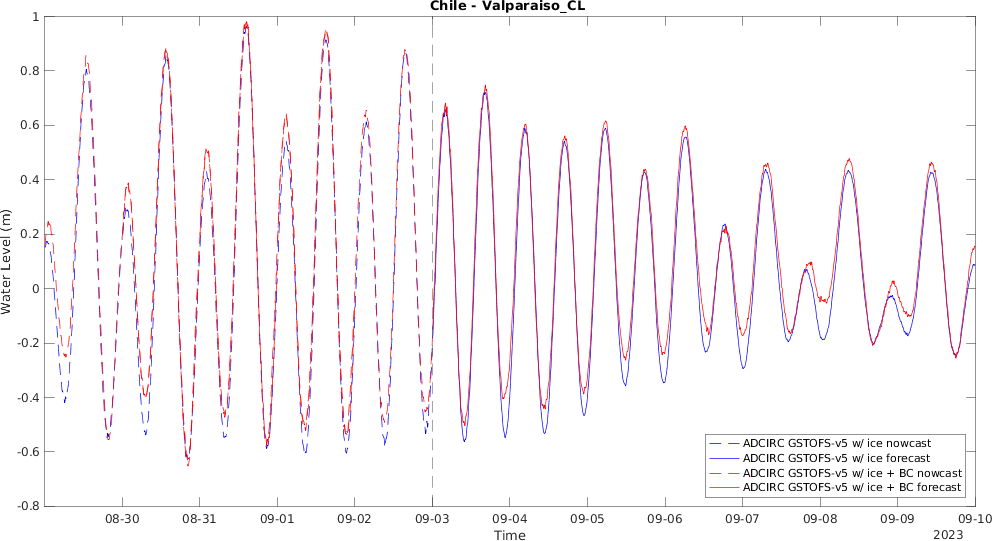 Chile - Valparaiso_CL
Water Level (m)
1
0.8
0.6
0.4
0.2
0
-0.2
-0.4
-0.6
-0.8
ADCIRC GSTOFS-v5 w/ ice nowcast
ADCIRC GSTOFS-v5 w/ ice forecast
ADCIRC GSTOFS-v5 w/ ice + BC nowcast
ADCIRC GSTOFS-v5 w/ ice + BC forecast
08-30 08-31 09-01 09-02 09-03 09-04 09-05 09-06 09-07 09-08 09-09 09-10
Time
2023